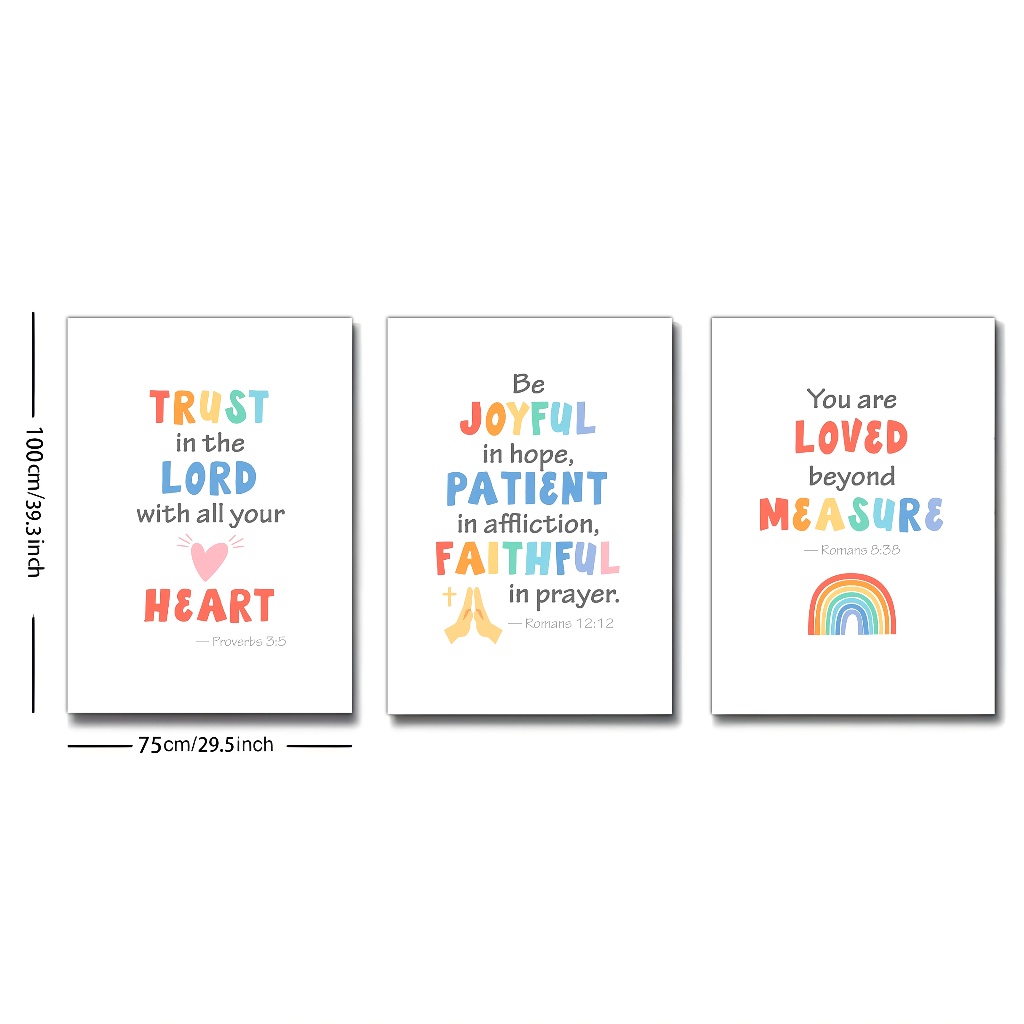 100cm/39.3inch
TRUST
in the
LORD
with all your
HEART
— Proverbs 3:5
75cm/29.5inch
Be
JOYFUL
in hope,
PATIENT
in affliction,
FAITHFUL
in prayer.
— Romans 12:12
You are
LOVED
beyond
MEASURE
— Romans 8:38